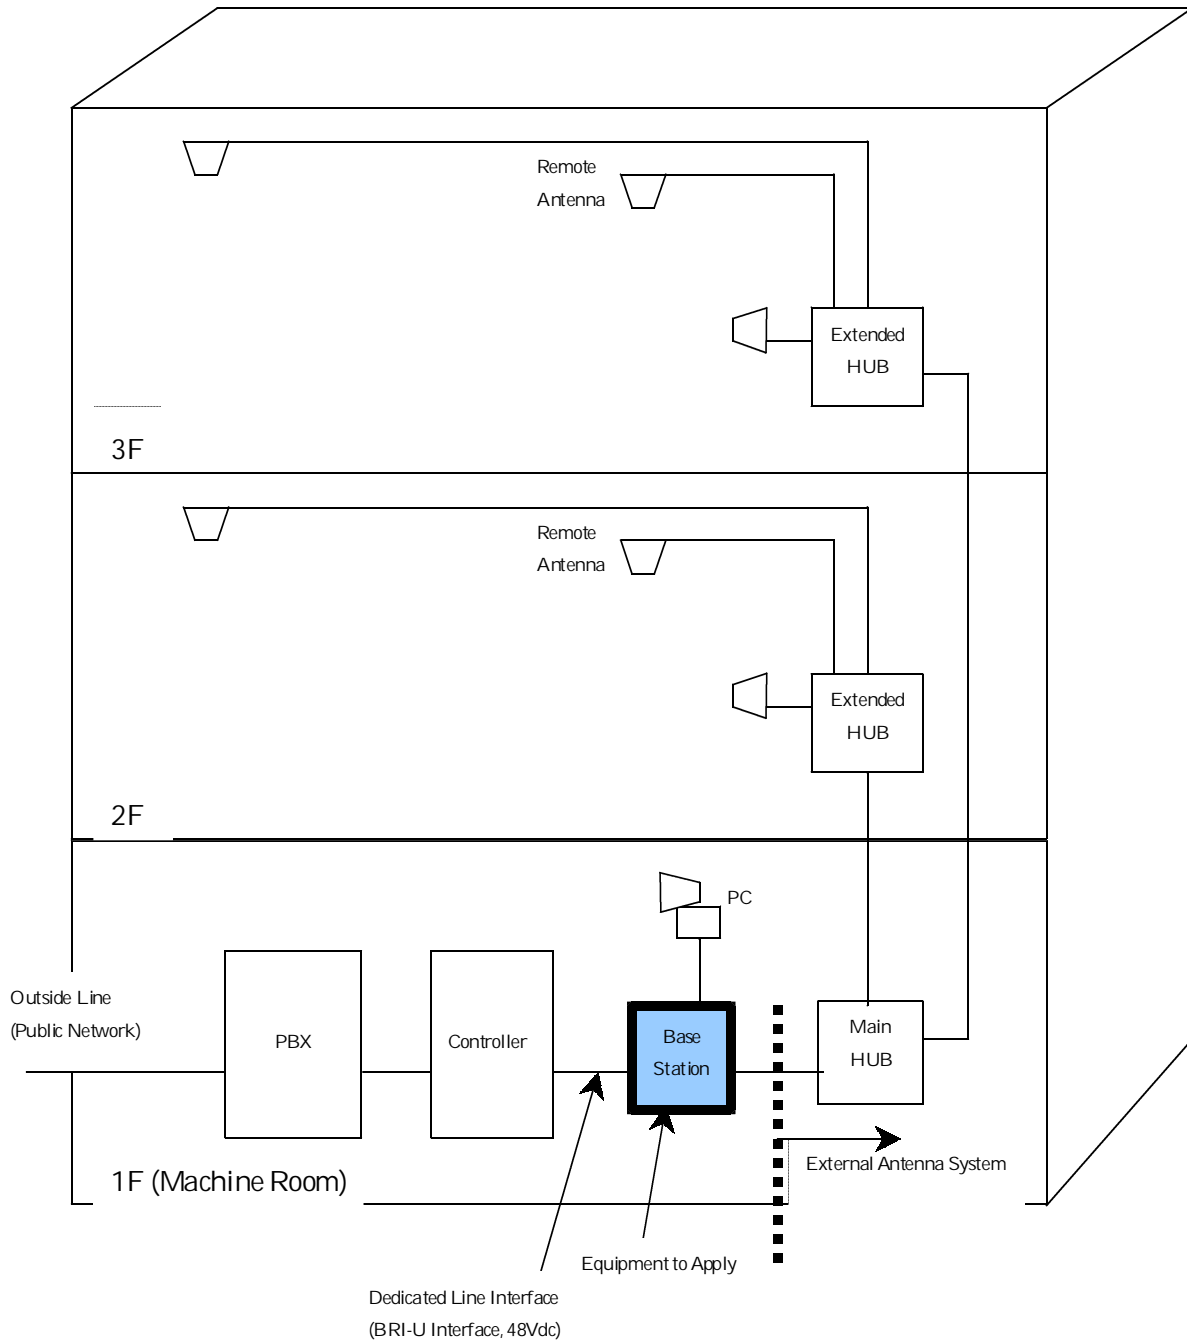 Remote
Antenna
Extended
HUB
3F
Remote
Antenna
Extended
HUB
2F
PC
Outside Line
(Public Network)
PBX
Controller
Base
Station
Main
HUB
External Antenna System
1F (Machine Room)
Equipment to Apply
Dedicated Line Interface
(BRI-U Interface, 48Vdc)